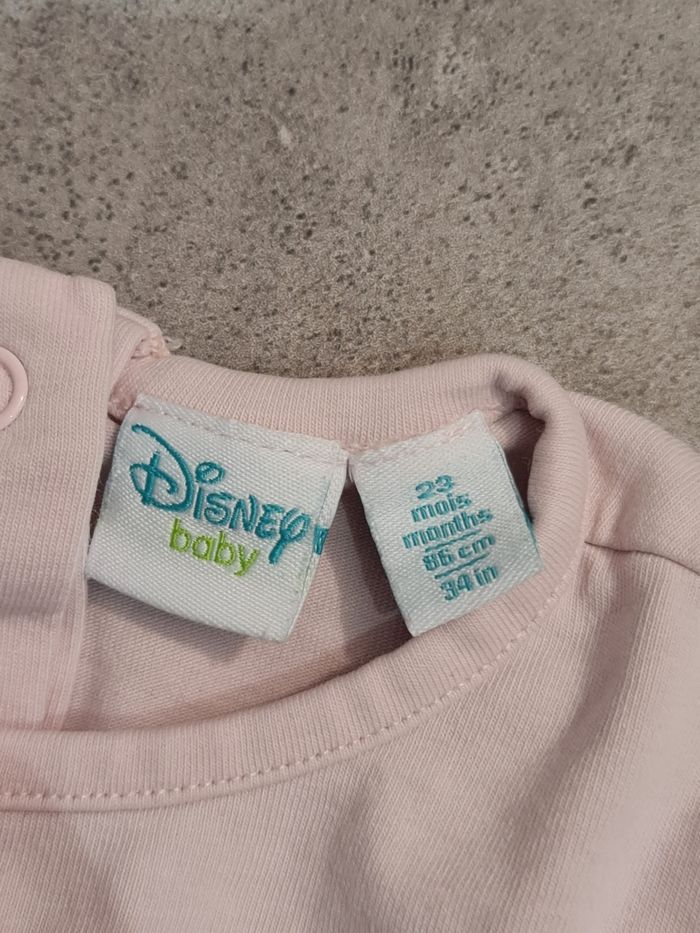 Disney
baby
23
mois
months
86 cm
34 in